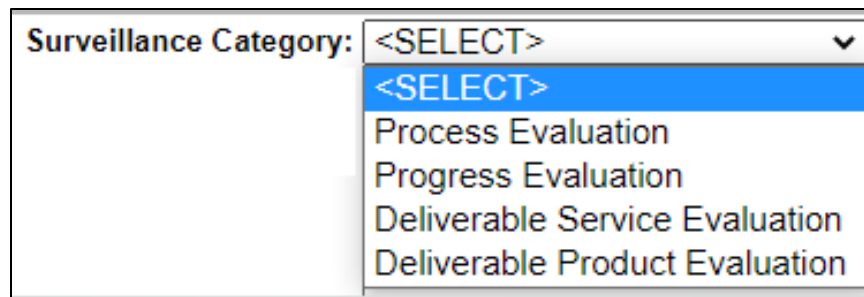 Surveillance Category: <SELECT>
<SELECT>
Process Evaluation
Progress Evaluation
Deliverable Service Evaluation
Deliverable Product Evaluation